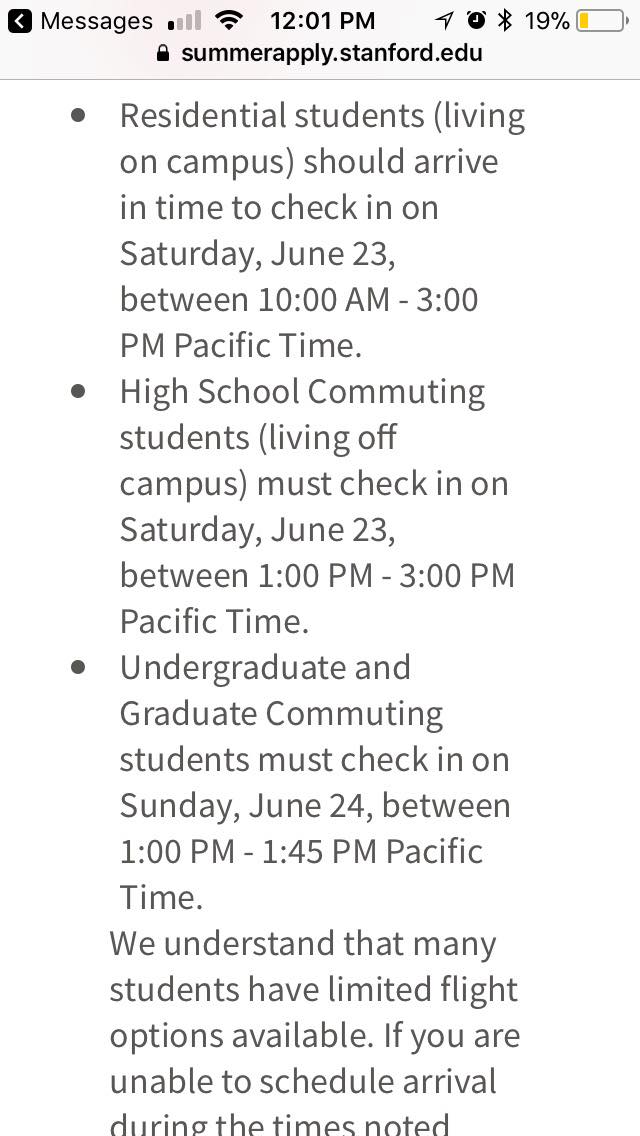 Messages 12:01 PM 19%
summerapply.stanford.edu
• Residential students (living
on campus) should arrive
in time to check in on
Saturday, June 23,
between 10:00 AM - 3:00
PM Pacific Time.
• High School Commuting
students (living off
campus) must check in on
Saturday, June 23,
between 1:00 PM - 3:00 PM
Pacific Time.
• Undergraduate and
Graduate Commuting
students must check in on
Sunday, June 24, between
1:00 PM - 1:45 PM Pacific
Time.
We understand that many
students have limited flight
options available. If you are
unable to schedule arrival
during the times noted